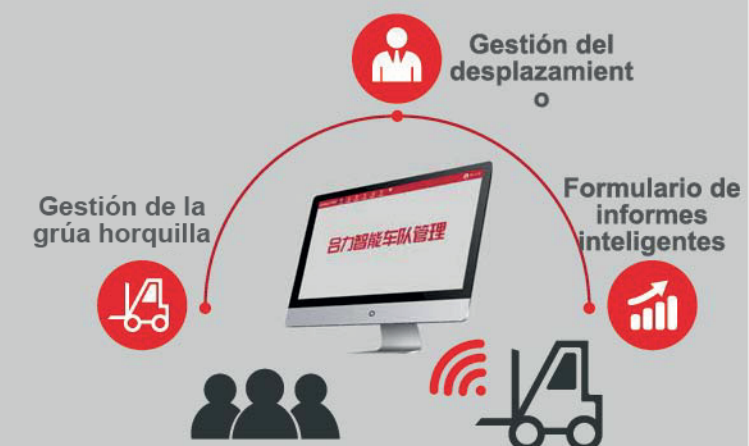 Gestión del
desplazamient
o
Gestión de la
grúa horquilla
Formulario de
informes
inteligentes
合力智能车队管理